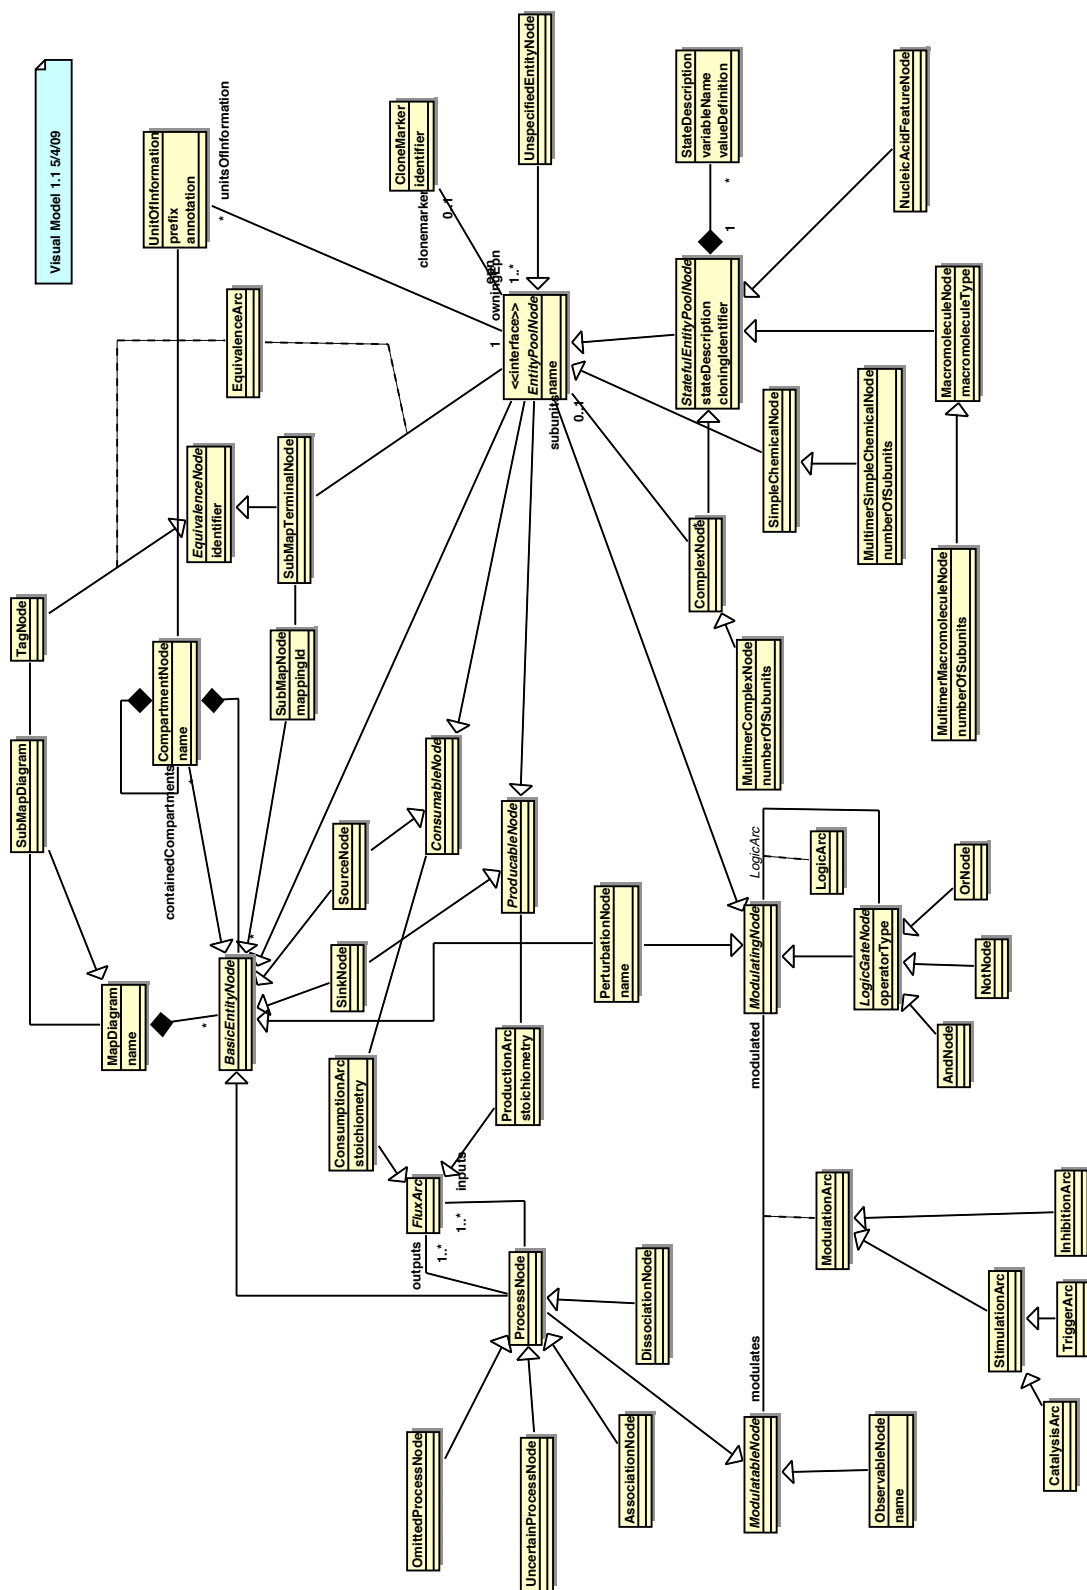 SubMapDiagram
TagNode
Visual Model 1.1 5/4/09
MapDiagram
name
CompartmentNode
name
containedCompartments
*
UnitOfInformation
prefix
annotation
unitsOfInformation
*
EquivalenceNode
identifier
EquivalenceArc
*
BasicEntityNode
*
SubMapNode
mappingId
SubMapTerminalNode
ConsumptionArc
stoichiometry
SinkNode
SourceNode
CloneMarker
identifier
clonemarker
0..1
OmittedProcessNode
FluxArc
outputs
1..*
inputs
1..*
ConsumableNode
ProductionArc
stoichiometry
ProducableNode
owningEpn
epn
1
1..*
<<interface>>
EntityPoolNode
name
UnspecifiedEntityNode
UncertainProcessNode
ProcessNode
subunits
0..1
PerturbationNode
name
AssociationNode
DissociationNode
StatefulEntityPoolNode
stateDescription
cloningIdentifier
StateDescription
variableName
valueDefinition
1
*
ComplexNode
MultimerComplexNode
numberOfSubunits
ModulatableNode
modulates
modulated
ModulatingNode
LogicArc
SimpleChemicalNode
ModulationArc
LogicArc
LogicGateNode
operatorType
MultimerSimpleChemicalNode
numberOfSubunits
ObservableNode
name
NucleicAcidFeatureNode
AndNode
NotNode
OrNode
MultimerMacromoleculeNode
numberOfSubunits
MacromoleculeNode
macromoleculeType
StimulationArc
CatalysisArc
TriggerArc
InhibitionArc